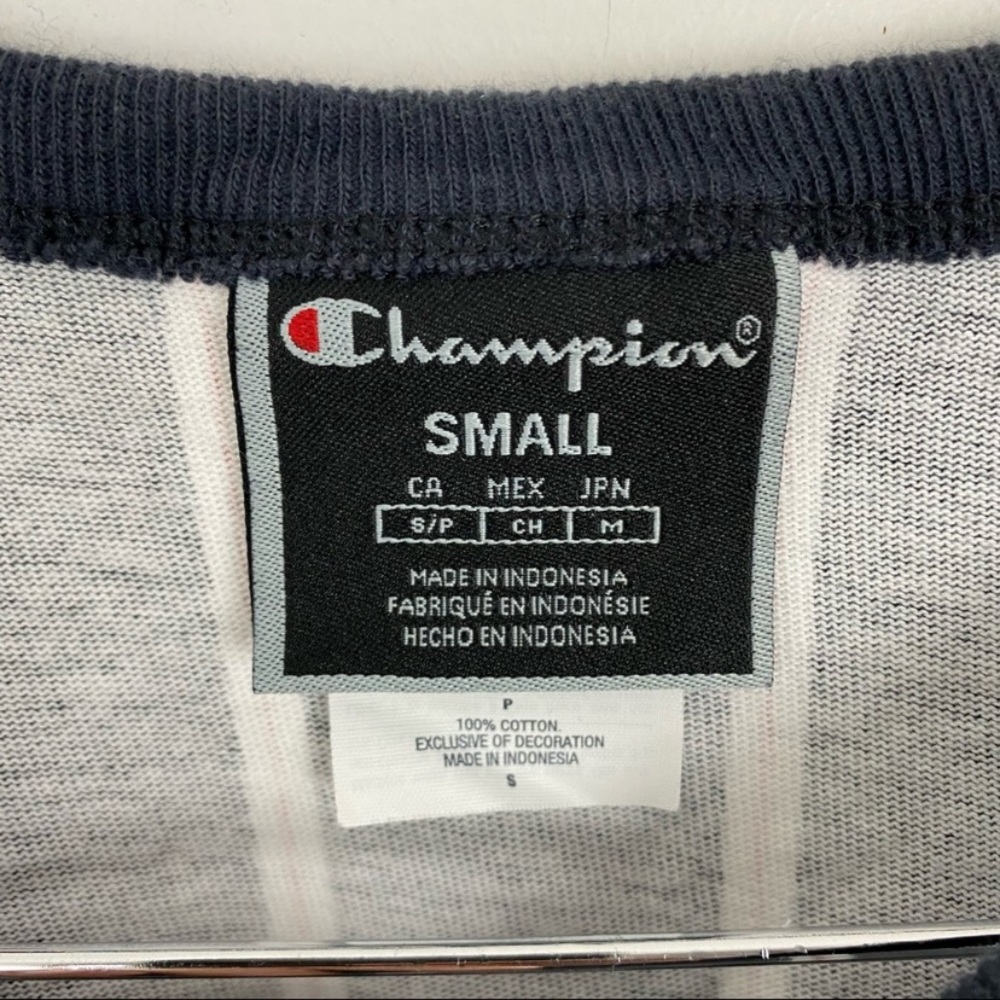 Champion®
SMALL
CA MEX JPN
S/P CH M
MADE IN INDONESIA
FABRIQUÉ EN INDONÉSIE
HECHO EN INDONESIA
P
100% COTTON.
EXCLUSIVE OF DECORATION
MADE IN INDONESIA
S